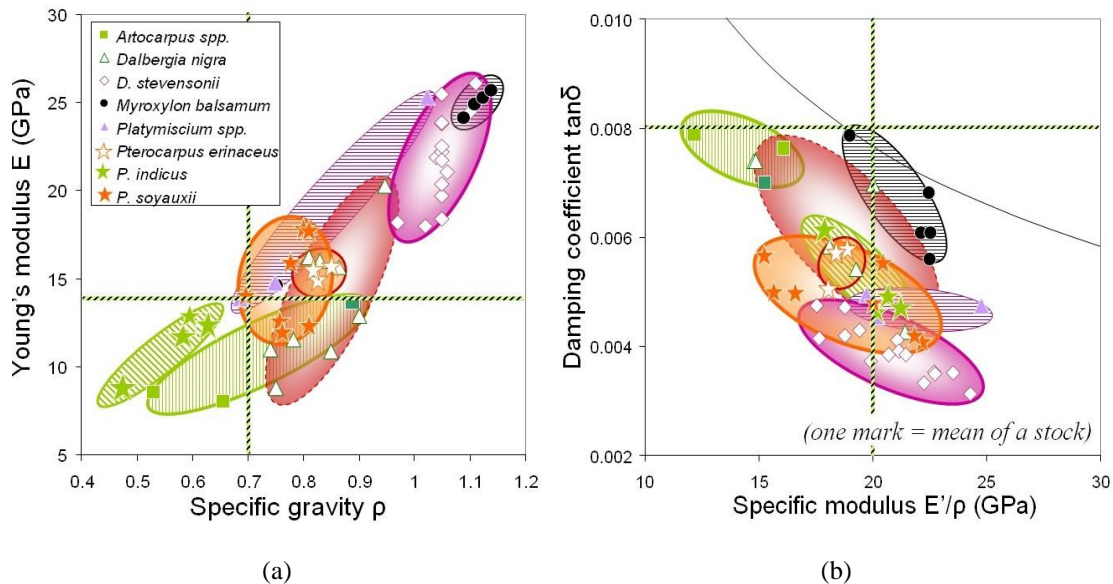 30
25
20
15
10
5
Young's modulus E (GPa)
Artocarpus spp.
Dalbergia nigra
D. stevensonii
Myroxylon balsamum
Platymiscium spp.
Pterocarpus erinaceus
P. indicus
P. soyauxii
0.4 0.5 0.6 0.7 0.8 0.9 1 1.1 1.2
Specific gravity ρ
(a)
0.010
0.008
0.006
0.004
0.002
Damping coefficient tanδ
(one mark = mean of a stock)
10 15 20 25 30
Specific modulus E'/ρ (GPa)
(b)